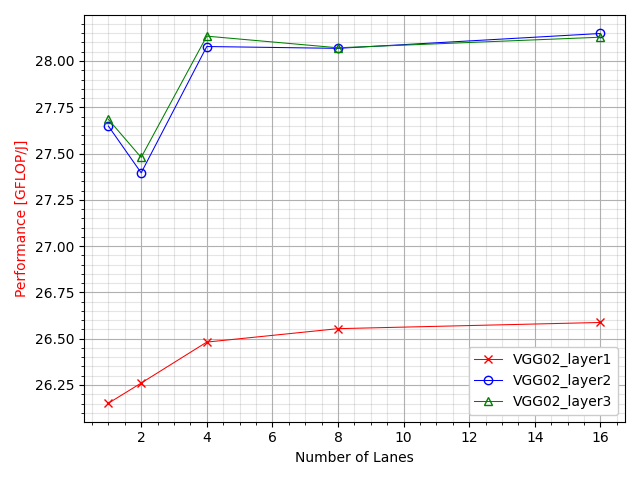 28.00
27.75
27.50
27.25
27.00
26.75
26.50
26.25
Performance [GFLOP/J]
VGG02_layer1
VGG02_layer2
VGG02_layer3
2 4 6 8 10 12 14 16
Number of Lanes